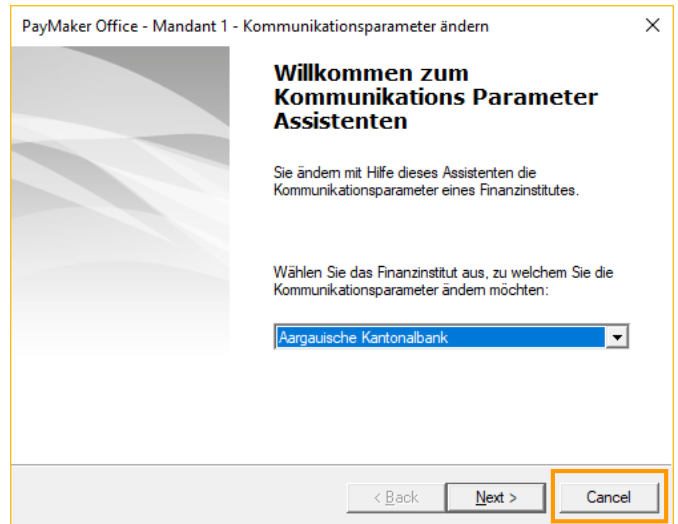 PayMaker Office - Mandant 1 - Kommunikationsparameter ändern
Willkommen zum
Kommunikations Parameter
Assistenten
Sie ändern mit Hilfe dieses Assistenten die
Kommunikationsparameter eines Finanzinstitutes.
Wählen Sie das Finanzinstitut aus, zu welchem Sie die
Kommunikationsparameter ändern möchten:
Aargauische Kantonalbank
< Back Next > Cancel